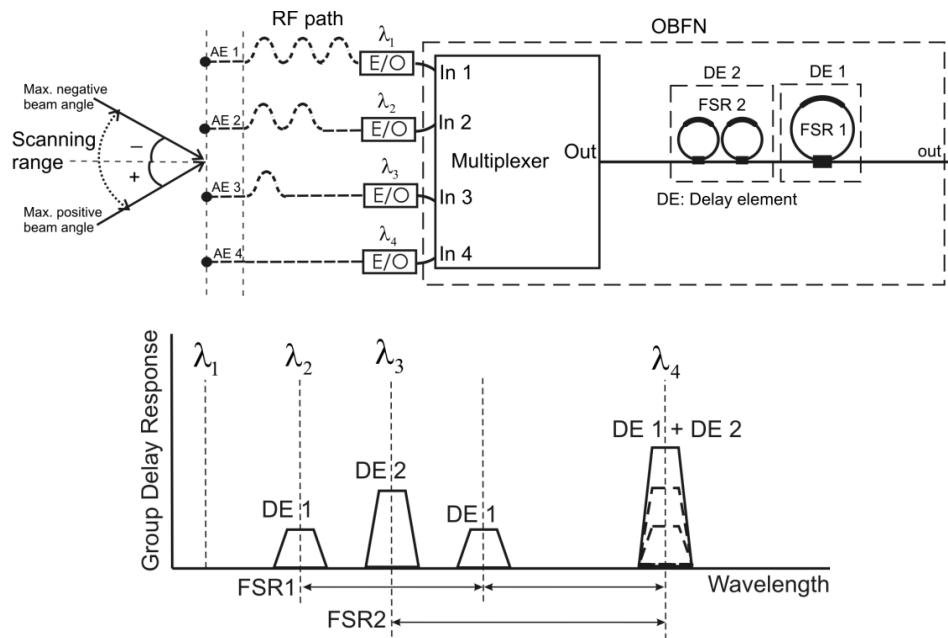 RF path
OBFN
AE 1
λ1
E/O
In 1
DE 2
DE 1
Max. negative
beam angle
Scanning
range
−
+
Max. positive
beam angle
AE 2
λ2
E/O
In 2
FSR 2
FSR 1
Multiplexer
Out
out
AE 3
λ3
E/O
In 3
DE: Delay element
AE 4
λ4
E/O
In 4
Group Delay Response
λ1
λ2
λ3
λ4
DE 1 + DE 2
DE 2
DE 1
DE 1
FSR1
Wavelength
FSR2